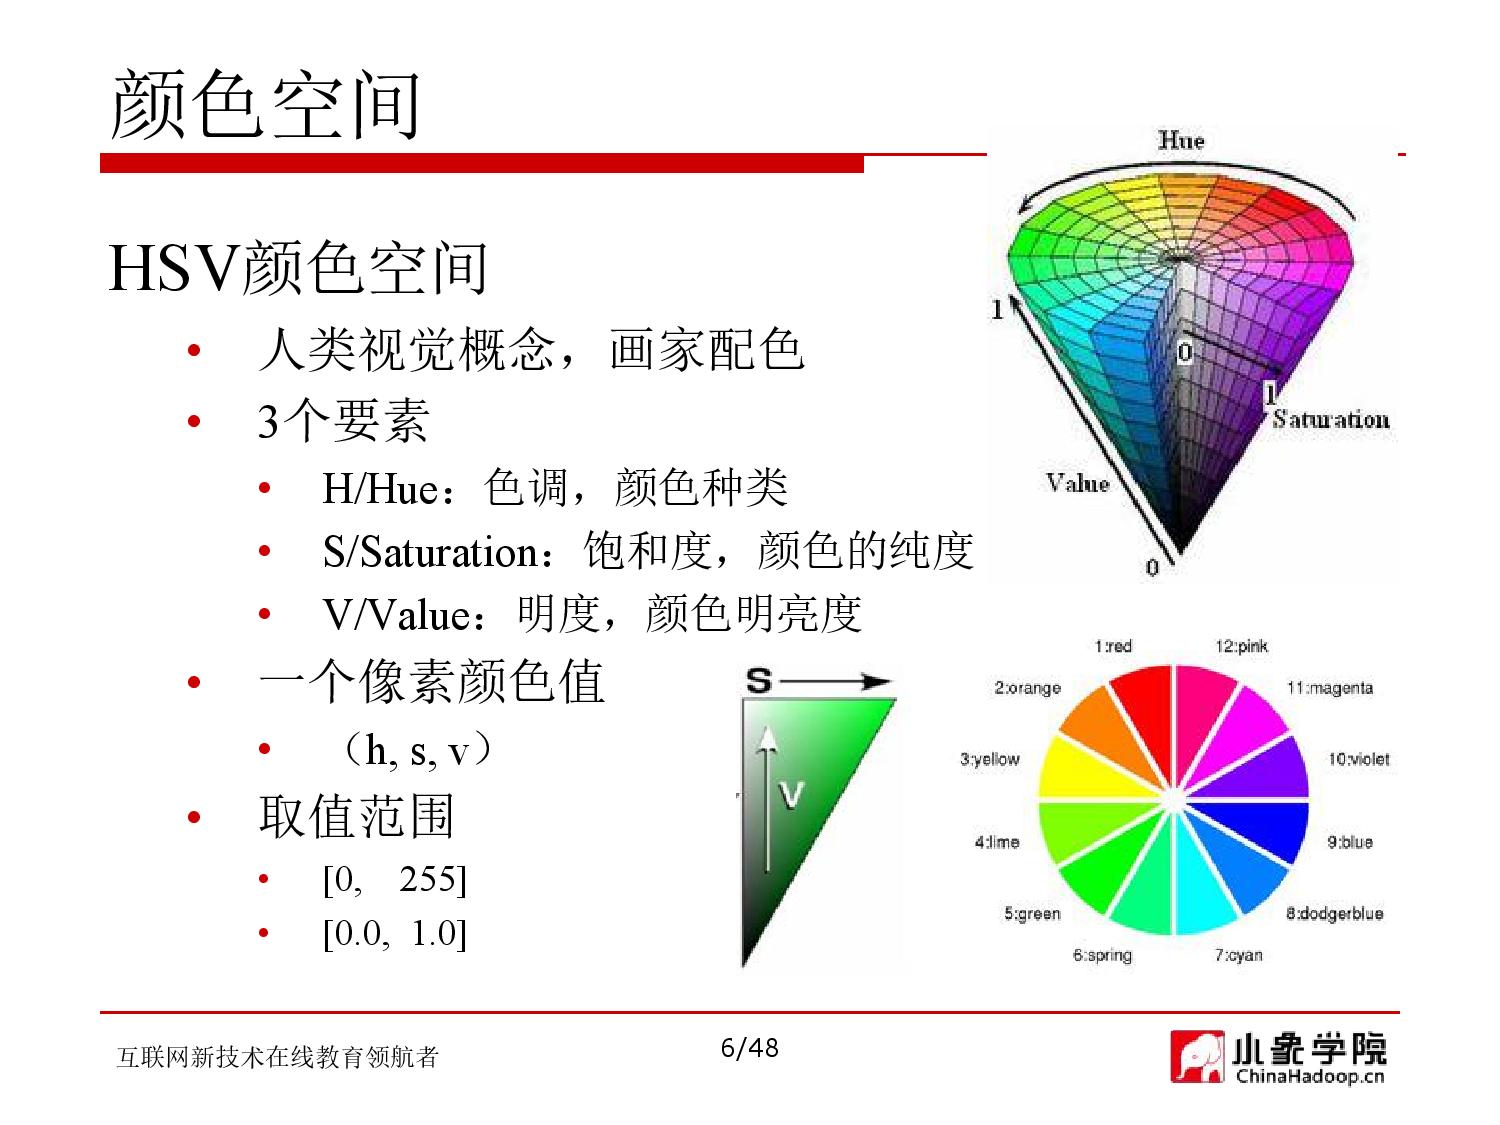 颜色空间
HSV颜色空间
• 人类视觉概念，画家配色
• 3个要素
• H/Hue：色调，颜色种类
• S/Saturation：饱和度，颜色的纯度
• V/Value：明度，颜色明亮度
• 一个像素颜色值
• （h, s, v）
• 取值范围
• [0, 255]
• [0.0, 1.0]
Hue
1
0
1
Saturation
Value
0
S
V
1:red
12:pink
2:orange
11:magenta
3:yellow
10:violet
4:lime
9:blue
5:green
8:dodgerblue
6:spring
7:cyan
互联网新技术在线教育领航者
6/48
小象学院
ChinaHadoop.cn